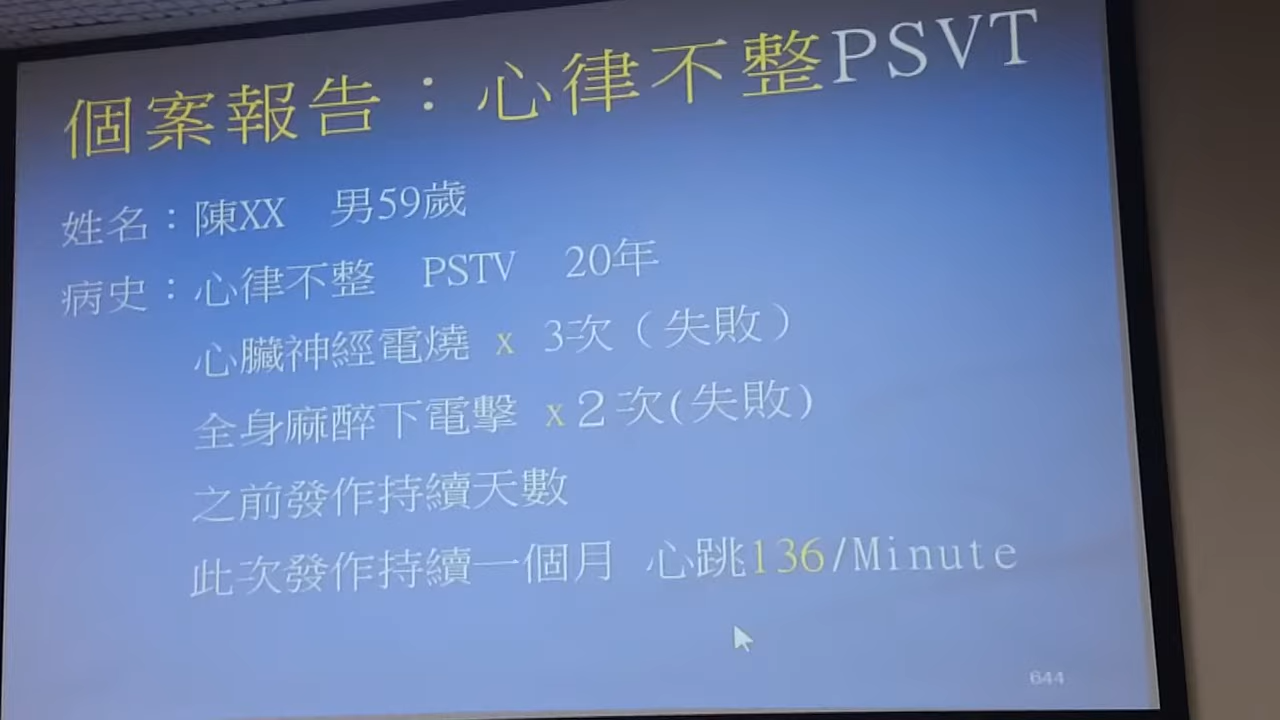 個案報告：心律不整PSVT
姓名：陳XX 男59歲
病史：心律不整 PSTV 20年
心臟神經電燒 x 3次（失敗）
全身麻醉下電擊 x２次(失敗)
之前發作持續天數
此次發作持續一個月 心跳136/Minute
644